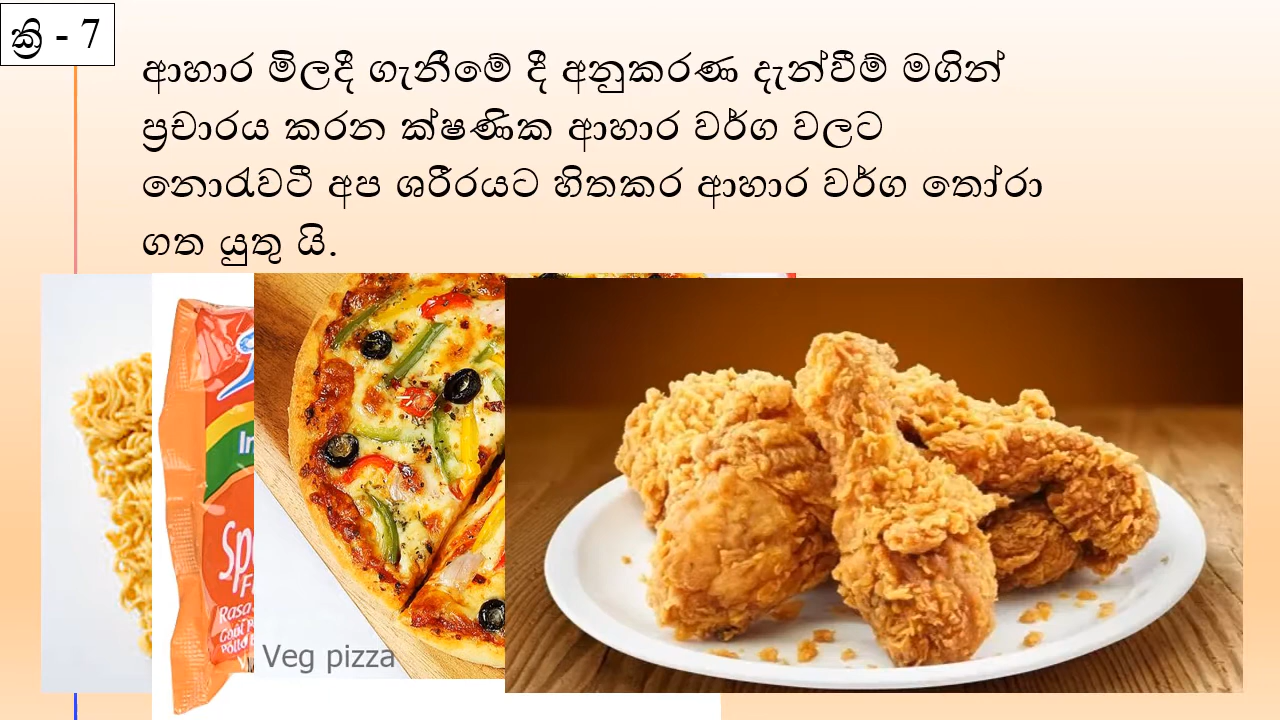 ක්‍රි - 7
ආහාර මිලදී ගැනීමේ දී අනුකරණ දැන්වීම් මගින්
ප්‍රචාරය කරන ක්ෂණික ආහාර වර්ග වලට
නොරැවටී අප ශරීරයට හිතකර ආහාර වර්ග තෝරා
ගත යුතු යි.
Veg pizza